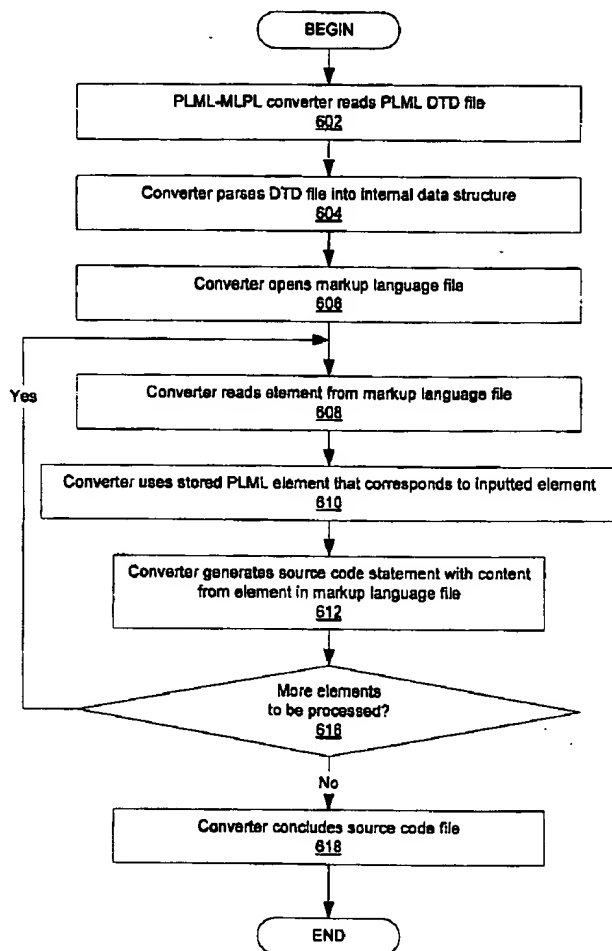 BEGIN
PLML-MLPL converter reads PLML DTD file
602
Converter parses DTD file into internal data structure
604
Converter opens markup language file
606
Yes
Converter reads element from markup language file
608
Converter uses stored PLML element that corresponds to inputted element
610
Converter generates source code statement with content
from element in markup language file
612
More elements
to be processed?
616
No
Converter concludes source code file
618
END